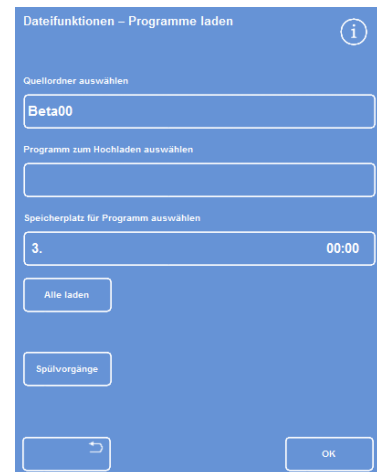 Dateifunktionen – Programme laden
i
Quellordner auswählen
Beta00
Programm zum Hochladen auswählen
Speicherplatz für Programm auswählen
3. 00:00
Alle laden
Spülvorgänge
OK